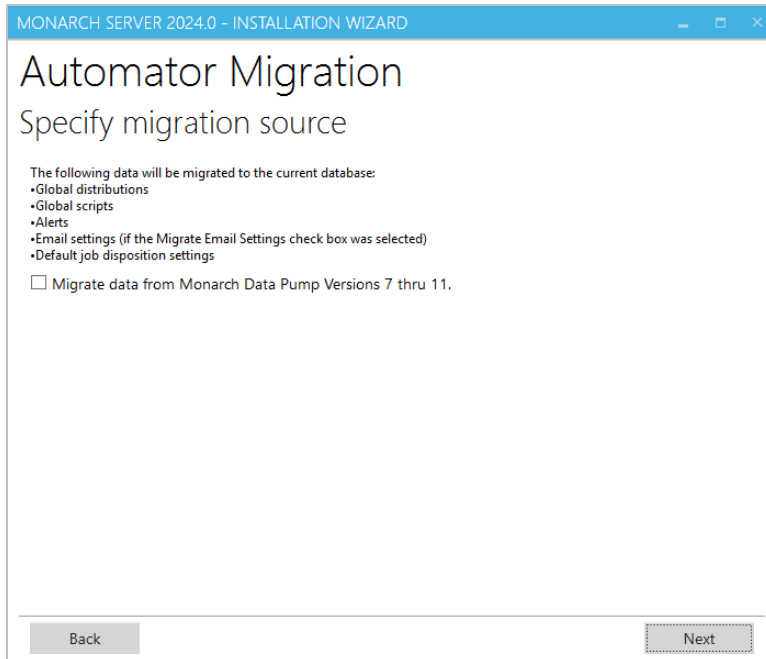 MONARCH SERVER 2024.0 - INSTALLATION WIZARD
Automator Migration
Specify migration source
The following data will be migrated to the current database:
•Global distributions
•Global scripts
•Alerts
•Email settings (if the Migrate Email Settings check box was selected)
•Default job disposition settings
Migrate data from Monarch Data Pump Versions 7 thru 11.
Back
Next